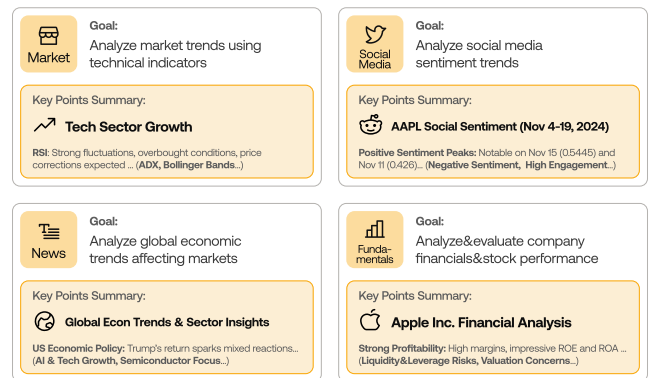 Market
Goal:
Analyze market trends using
technical indicators
Key Points Summary:
Tech Sector Growth
RSI: Strong fluctuations, overbought conditions, price
corrections expected ... (ADX, Bollinger Bands...)
Social
Media
Goal:
Analyze social media
sentiment trends
Key Points Summary:
AAPL Social Sentiment (Nov 4-19, 2024)
Positive Sentiment Peaks: Notable on Nov 15 (0.5445) and
Nov 11 (0.426)... (Negative Sentiment, High Engagement...)
News
Goal:
Analyze global economic
trends affecting markets
Key Points Summary:
Global Econ Trends & Sector Insights
US Economic Policy: Trump's return sparks mixed reactions...
(AI & Tech Growth, Semiconductor Focus...)
Funda-
mentals
Goal:
Analyze&evaluate company
financials&stock performance
Key Points Summary:
Apple Inc. Financial Analysis
Strong Profitability: High margins, impressive ROE and ROA ...
(Liquidity&Leverage Risks, Valuation Concerns...)